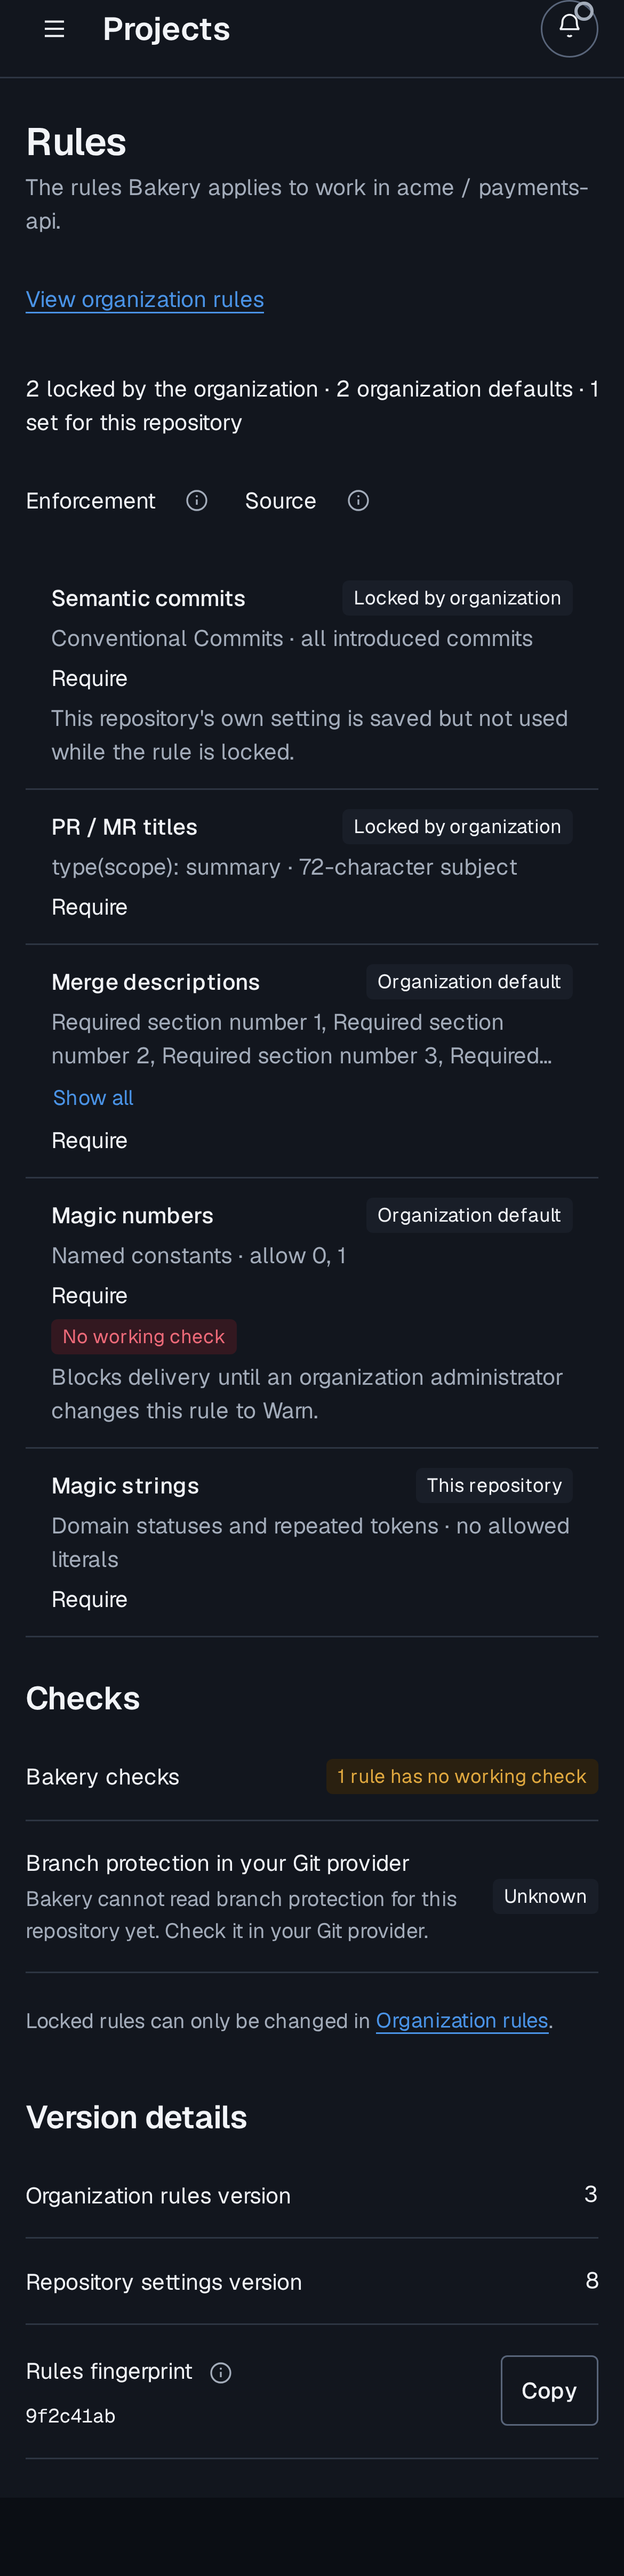 Projects
Rules
The rules Bakery applies to work in acme / payments-
api.
View organization rules
2 locked by the organization · 2 organization defaults · 1
set for this repository
Enforcement
Source
Semantic commits
Locked by organization
Conventional Commits · all introduced commits
Require
This repository's own setting is saved but not used
while the rule is locked.
PR / MR titles
Locked by organization
type(scope): summary · 72-character subject
Require
Merge descriptions
Organization default
Required section number 1, Required section
number 2, Required section number 3, Required...
Show all
Require
Magic numbers
Organization default
Named constants · allow 0, 1
Require
No working check
Blocks delivery until an organization administrator
changes this rule to Warn.
Magic strings
This repository
Domain statuses and repeated tokens · no allowed
literals
Require
Checks
Bakery checks
1 rule has no working check
Branch protection in your Git provider
Bakery cannot read branch protection for this
repository yet. Check it in your Git provider.
Unknown
Locked rules can only be changed in Organization rules.
Version details
Organization rules version
3
Repository settings version
8
Rules fingerprint
9f2c41ab
Copy